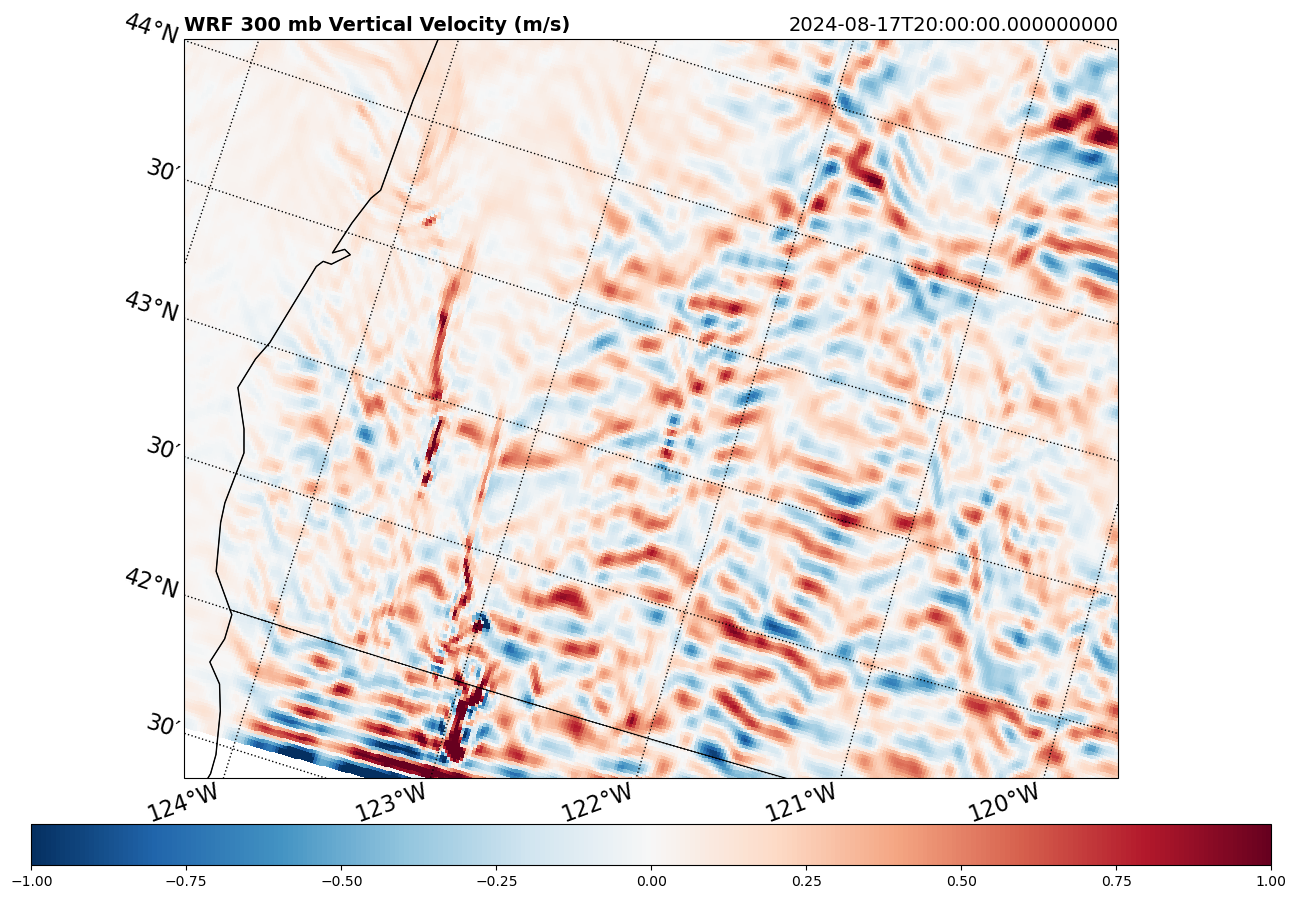 WRF 300 mb Vertical Velocity (m/s) 2024-08-17T20:00:00.000000000
44°N
30′
43°N
30′
42°N
30′
124°W 123°W 122°W 121°W 120°W
−1.00 −0.75 −0.50 −0.25 0.00 0.25 0.50 0.75 1.00